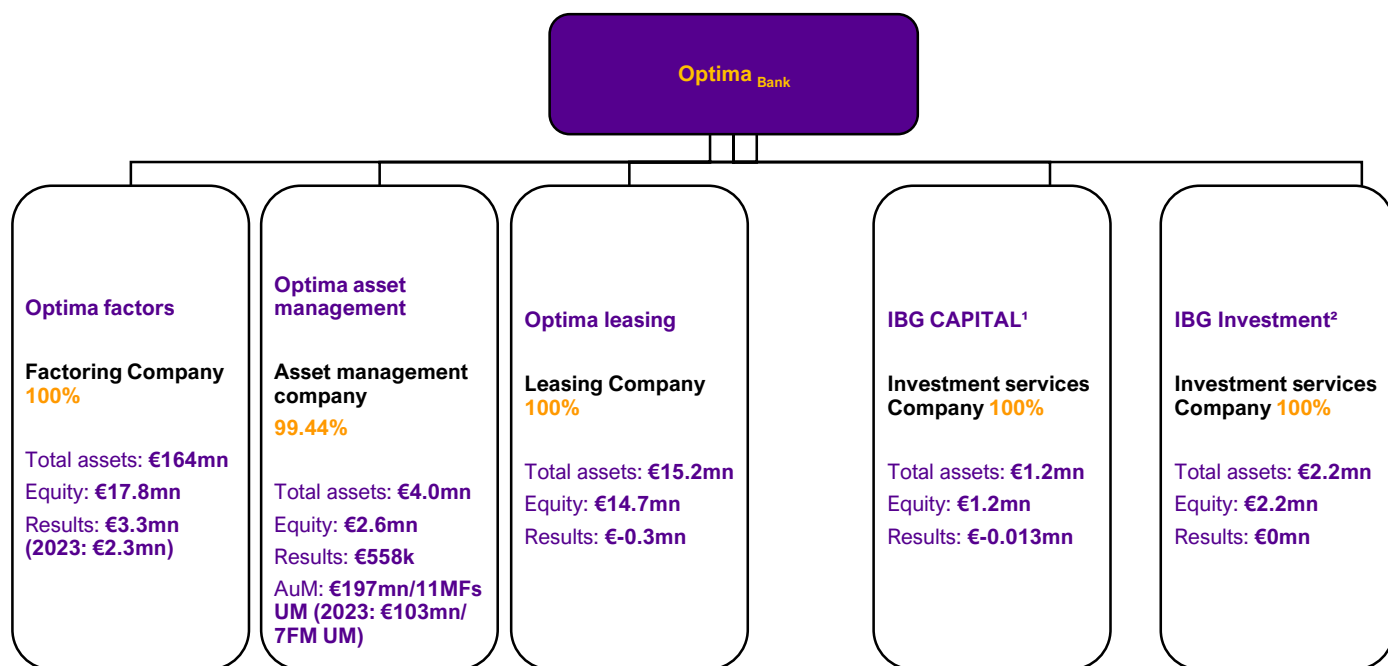 Optima Bank
Optima factors
Factoring Company
100%
Total assets: €164mn
Equity: €17.8mn
Results: €3.3mn
(2023: €2.3mn)
Optima asset
management
Asset management
company
99.44%
Total assets: €4.0mn
Equity: €2.6mn
Results: €558k
AuM: €197mn/11MFs
UM (2023: €103mn/
7FM UM)
Optima leasing
Leasing Company
100%
Total assets: €15.2mn
Equity: €14.7mn
Results: €-0.3mn
IBG CAPITAL¹
Investment services
Company 100%
Total assets: €1.2mn
Equity: €1.2mn
Results: €-0.013mn
IBG Investment²
Investment services
Company 100%
Total assets: €2.2mn
Equity: €2.2mn
Results: €0mn